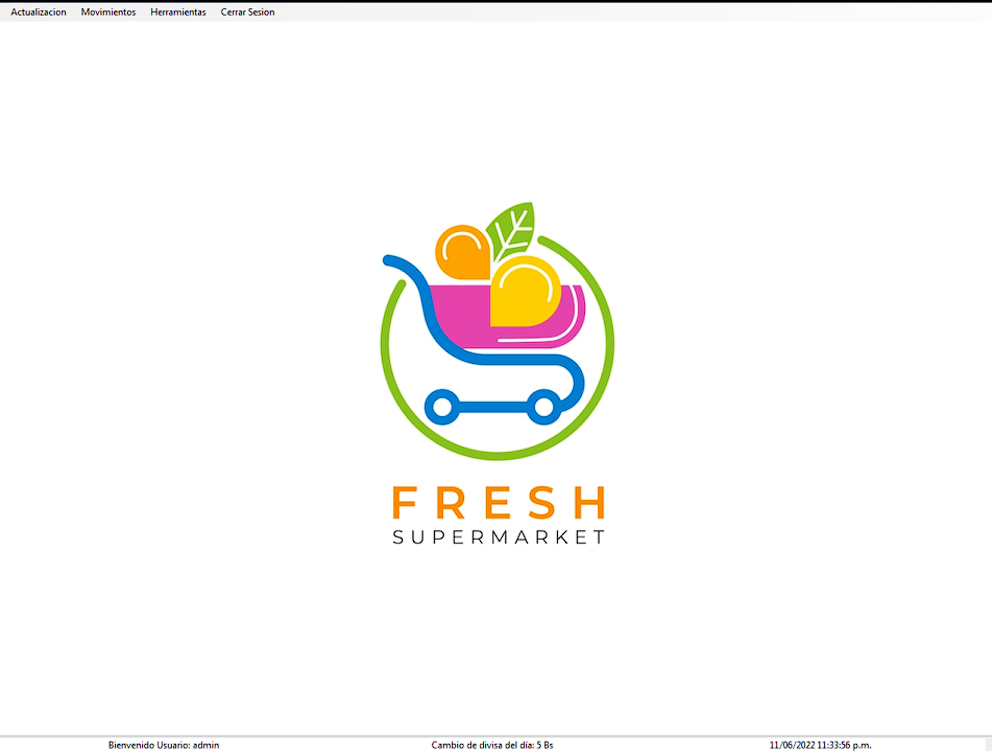 Actualizacion Movimientos Herramientas Cerrar Sesion
FRESH
SUPERMARKET
Bienvenido Usuario: admin Cambio de divisa del día: 5 Bs 11/06/2022 11:33:56 p.m.